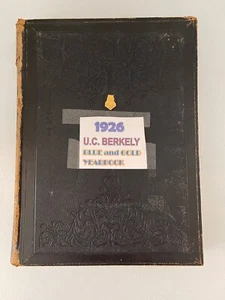 1926
U.C. BERKELY
BLUE and GOLD
YEARBOOK